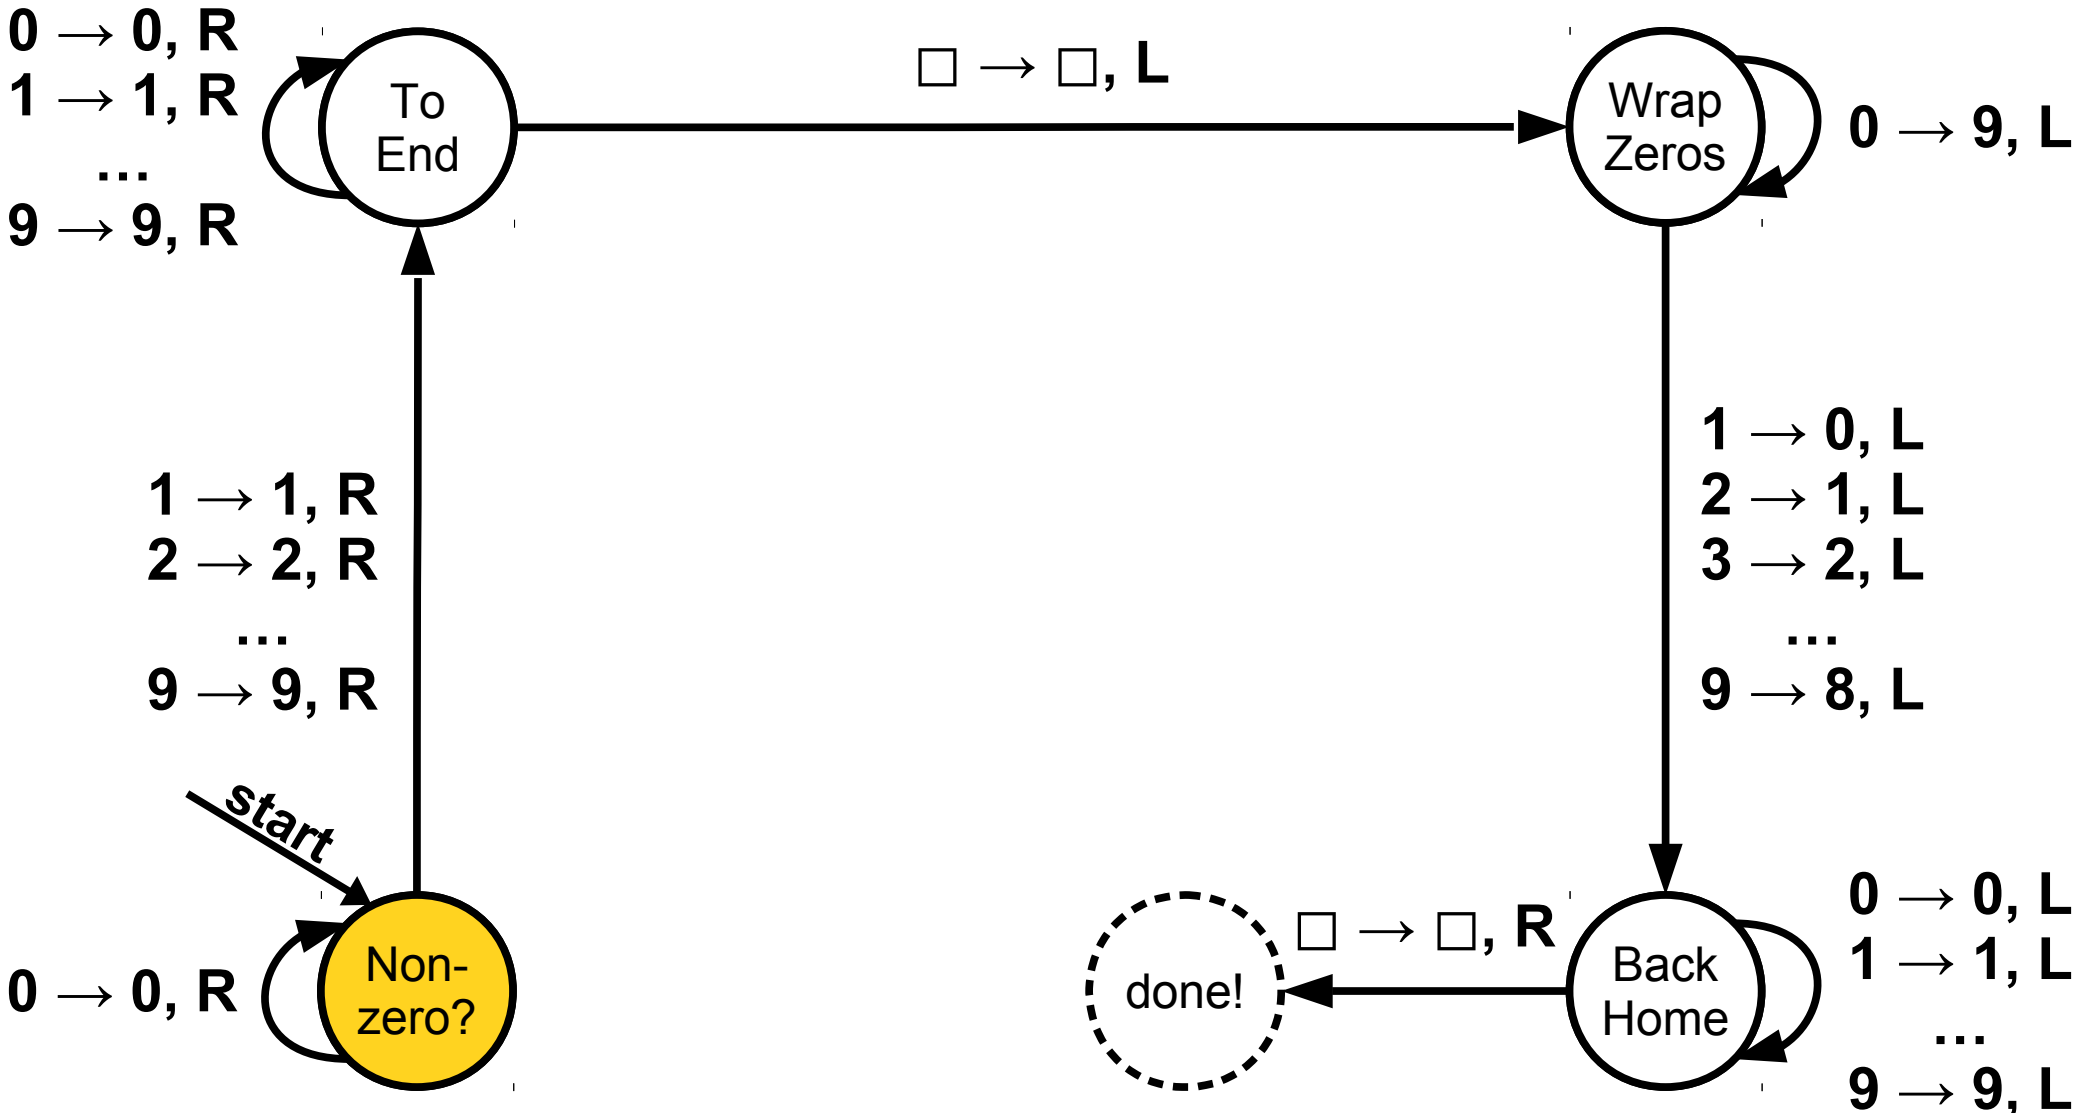 0 → 0, R
1 → 1, R
…
9 → 9, R
To
End
□ → □, L
Wrap
Zeros
0 → 9, L
1 → 1, R
2 → 2, R
…
9 → 9, R
1 → 0, L
2 → 1, L
3 → 2, L
…
9 → 8, L
start
0 → 0, R
Non-
zero?
done!
□ → □, R
Back
Home
0 → 0, L
1 → 1, L
…
9 → 9, L